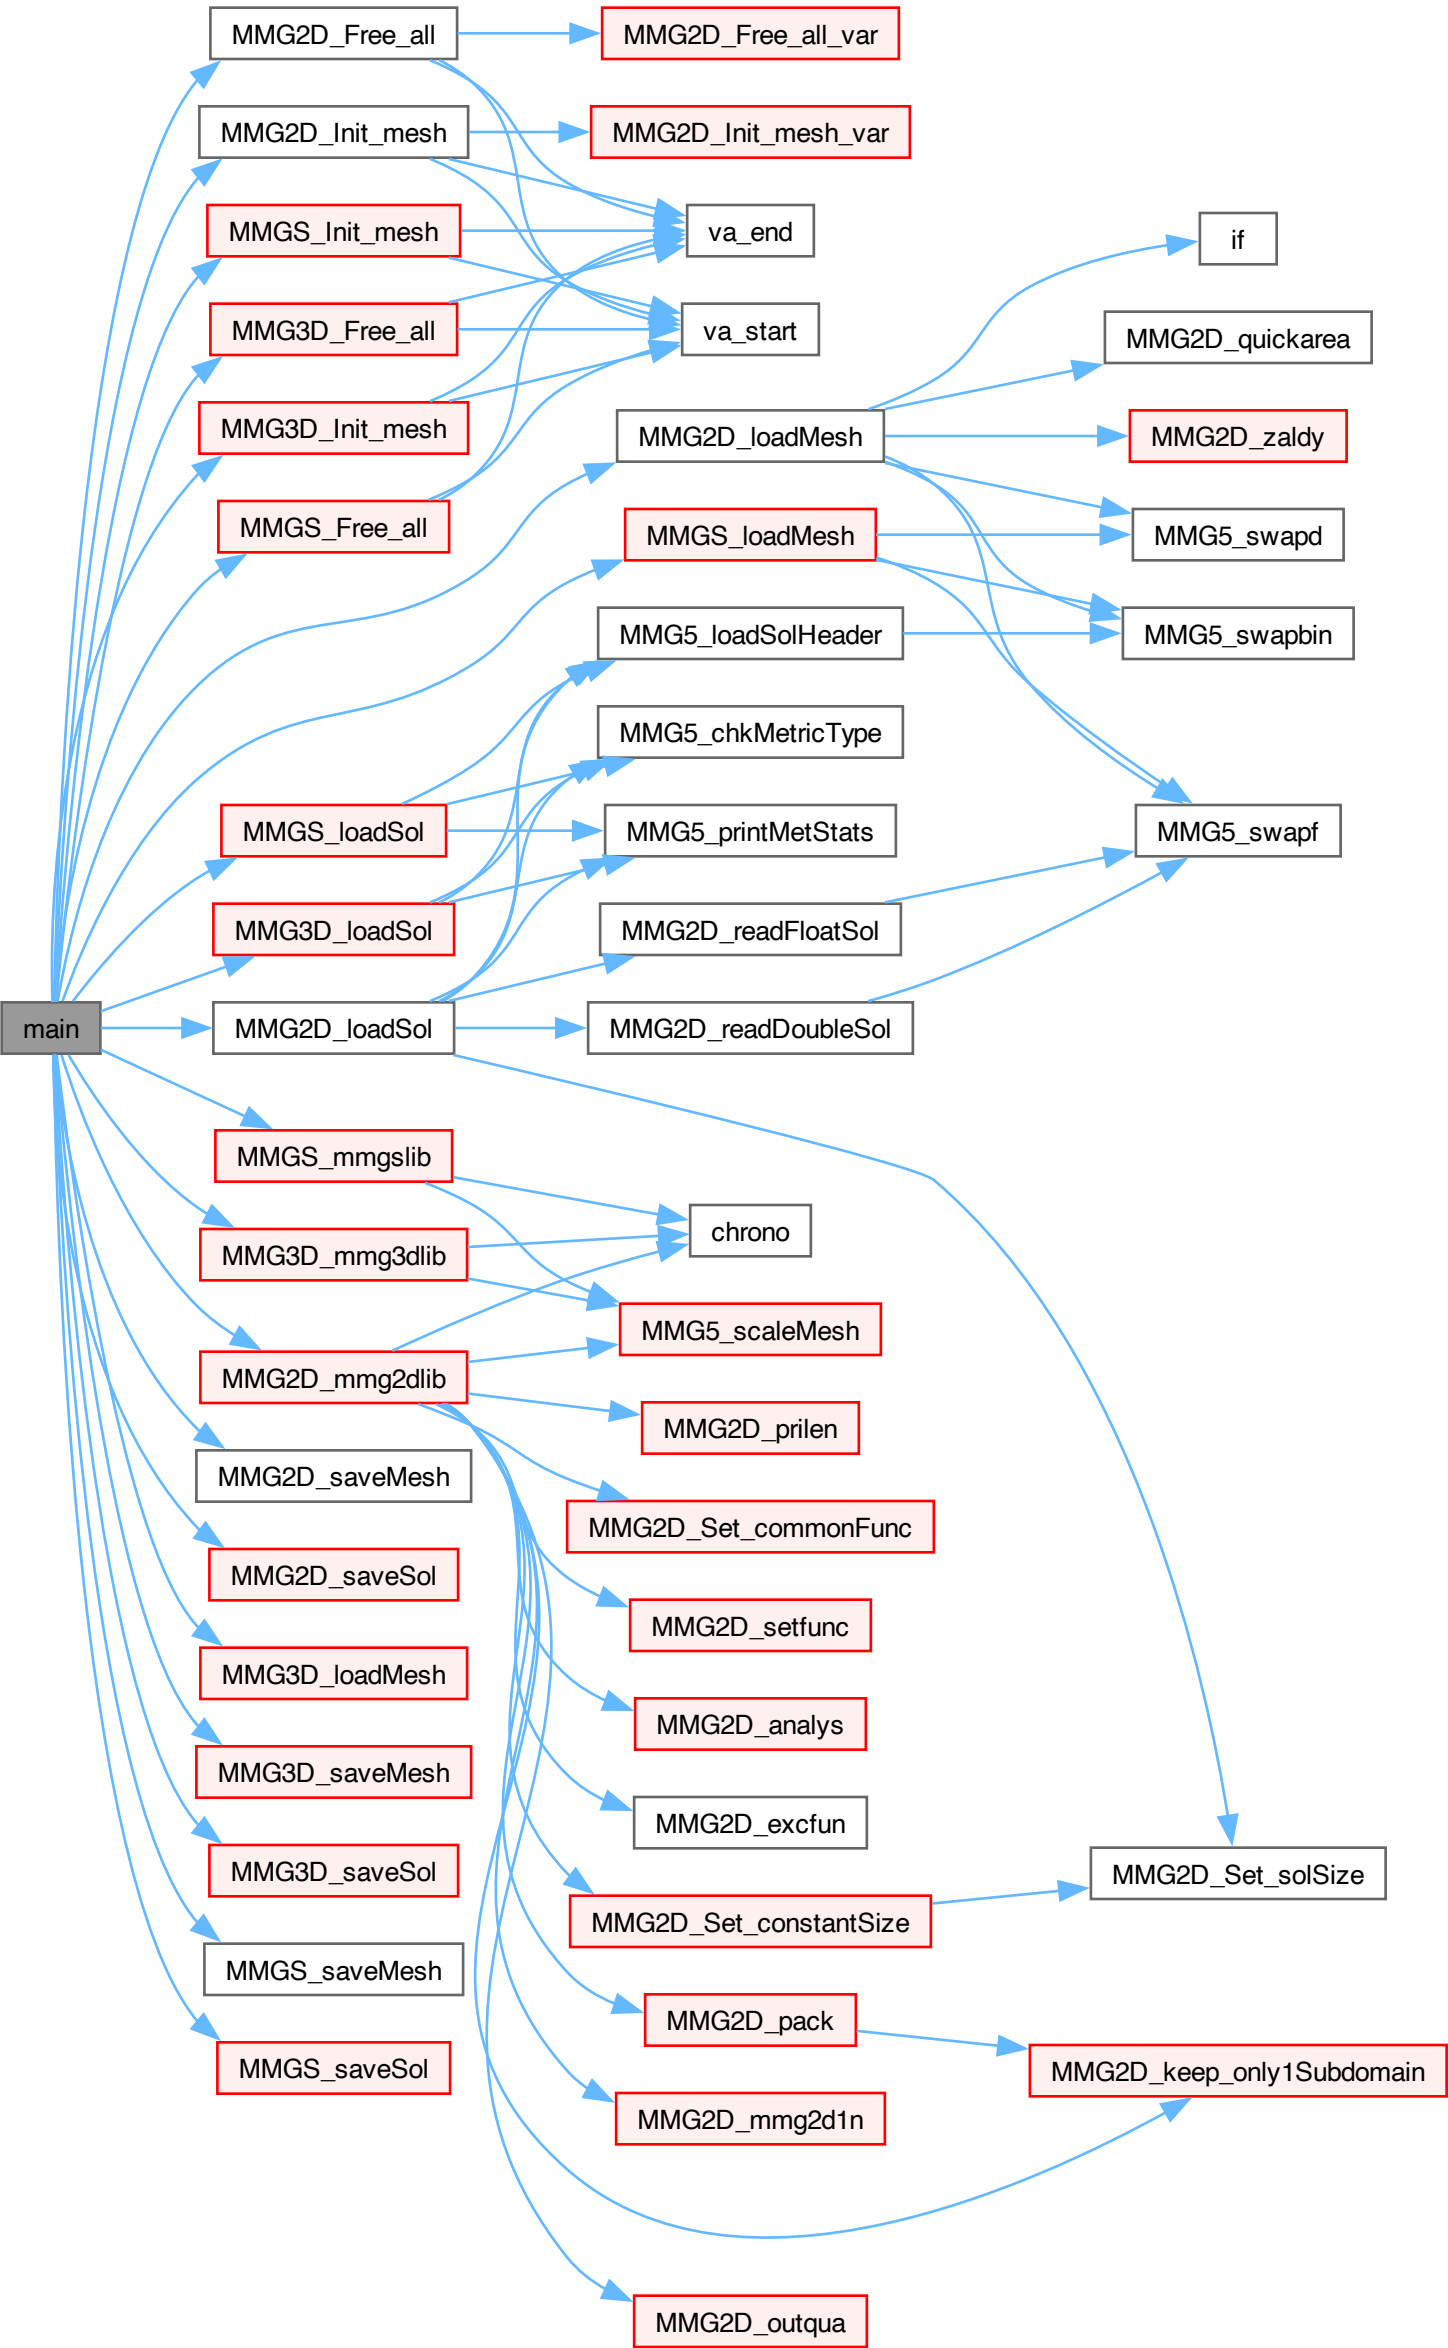 MMG2D_Free_all
MMG2D_Free_all_var
MMG2D_Init_mesh
MMG2D_Init_mesh_var
MMGS_Init_mesh
va_end
if
MMG3D_Free_all
va_start
MMG2D_quickarea
MMG3D_Init_mesh
MMG2D_loadMesh
MMG2D_zaldy
MMGS_Free_all
MMGS_loadMesh
MMG5_swapd
MMG5_loadSolHeader
MMG5_swapbin
MMG5_chkMetricType
MMGS_loadSol
MMG5_printMetStats
MMG5_swapf
MMG3D_loadSol
MMG2D_readFloatSol
main
MMG2D_loadSol
MMG2D_readDoubleSol
MMGS_mmgslib
chrono
MMG3D_mmg3dlib
MMG5_scaleMesh
MMG2D_mmg2dlib
MMG2D_prilen
MMG2D_saveMesh
MMG2D_Set_commonFunc
MMG2D_saveSol
MMG2D_setfunc
MMG3D_loadMesh
MMG2D_analys
MMG3D_saveMesh
MMG2D_excfun
MMG3D_saveSol
MMG2D_Set_solSize
MMG2D_Set_constantSize
MMGS_saveMesh
MMG2D_pack
MMGS_saveSol
MMG2D_keep_only1Subdomain
MMG2D_mmg2d1n
MMG2D_outqua